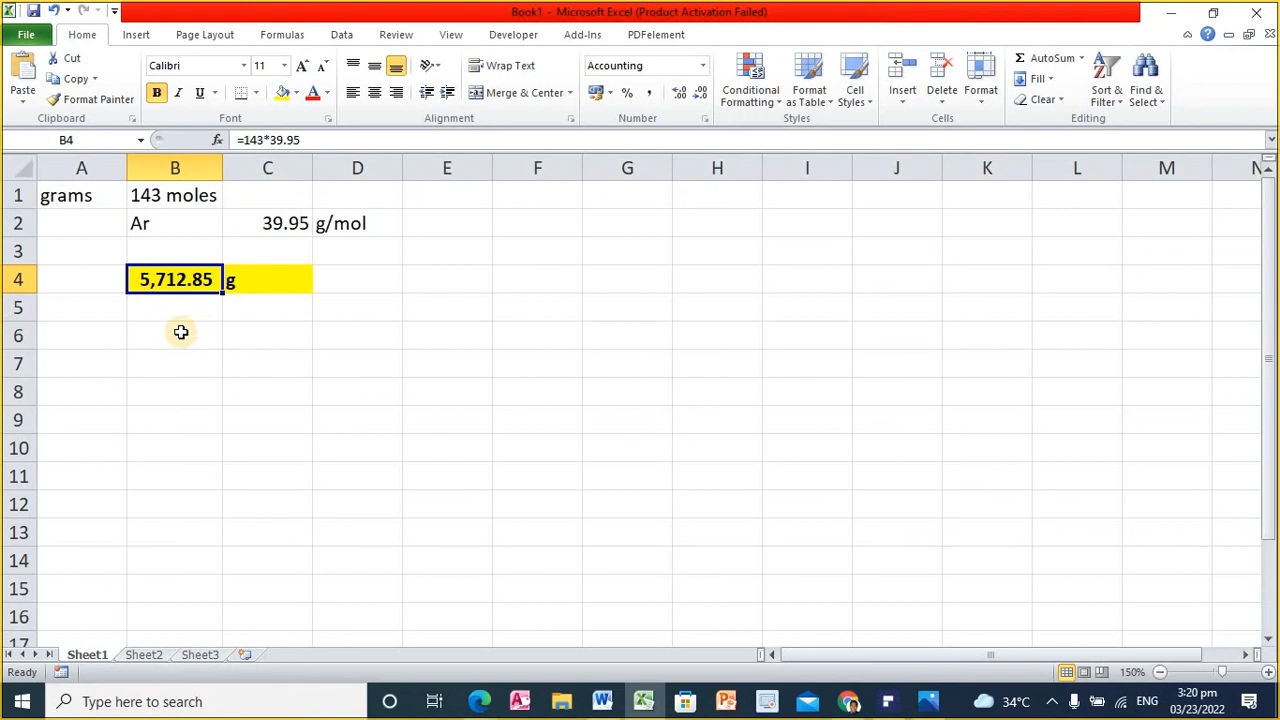 Book1 - Microsoft Excel (Product Activation Failed)
File Home Insert Page Layout Formulas Data Review View Developer Add-Ins PDFelement
Paste
Cut
Copy
Format Painter
Clipboard
Calibri 11
B I U
Font
Wrap Text
Merge & Center
Alignment
Accounting
%
Number
Conditional Formatting
Format as Table
Cell Styles
Styles
Insert
Delete
Format
Cells
AutoSum
Fill
Clear
Sort & Filter
Find & Select
Editing
B4 fx =143*39.95
A B C D E F G H I J K L M N
1 grams 143 moles
2 Ar 39.95 g/mol
3
4 5,712.85 g
5
6
7
8
9
10
11
12
13
14
15
16
17
Sheet1 Sheet2 Sheet3
Ready 150%
Type here to search
34°C ENG
3:20 pm
03/23/2022